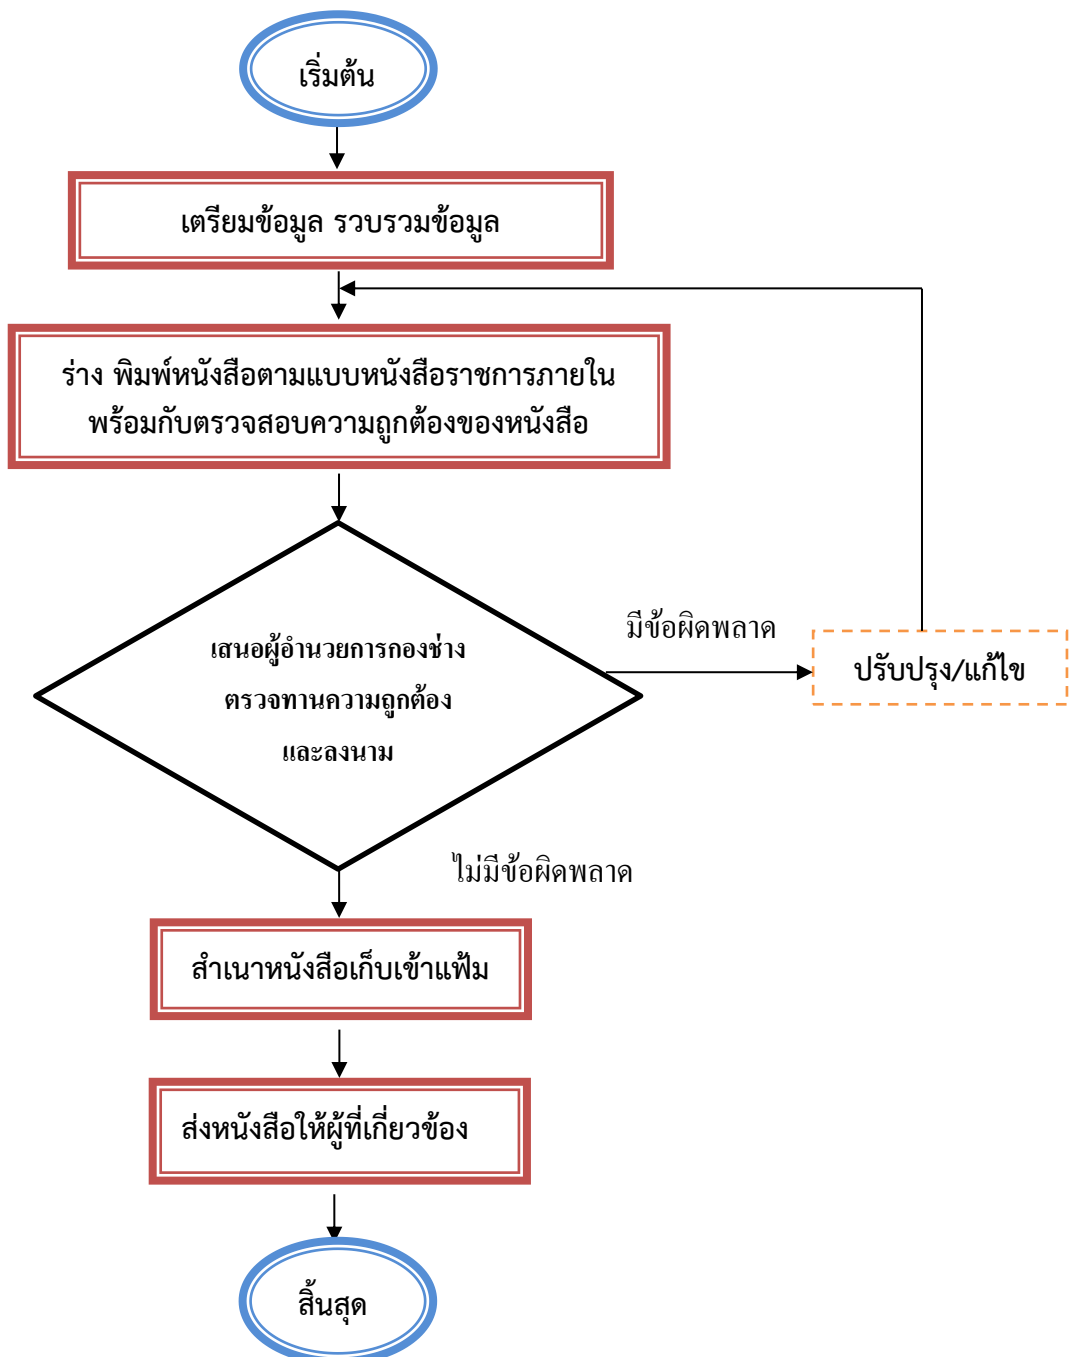 เริ่มต้น
เตรียมข้อมูล รวบรวมข้อมูล
ร่าง พิมพ์หนังสือตามแบบหนังสือราชการภายใน
พร้อมกับตรวจสอบความถูกต้องของหนังสือ
เสนอผู้อำนวยการกองช่าง
ตรวจทานความถูกต้อง
และลงนาม
มีข้อผิดพลาด
ปรับปรุง/แก้ไข
ไม่มีข้อผิดพลาด
สำเนาหนังสือเก็บเข้าแฟ้ม
ส่งหนังสือให้ผู้ที่เกี่ยวข้อง
สิ้นสุด